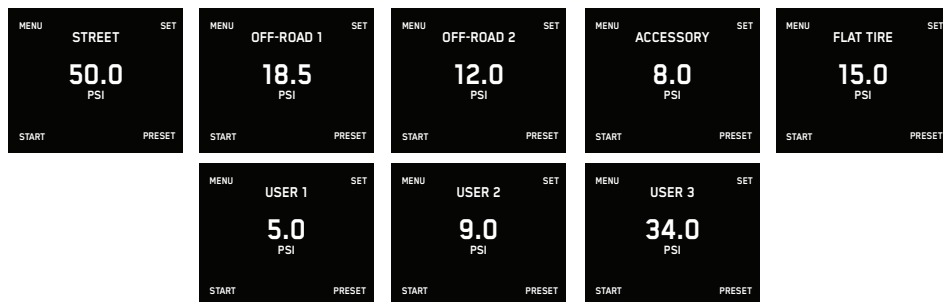 MENU SET
STREET
50.0
PSI
START PRESET
MENU SET
OFF-ROAD 1
18.5
PSI
START PRESET
MENU SET
OFF-ROAD 2
12.0
PSI
START PRESET
MENU SET
ACCESSORY
8.0
PSI
START PRESET
MENU SET
FLAT TIRE
15.0
PSI
START PRESET
MENU SET
USER 1
5.0
PSI
START PRESET
MENU SET
USER 2
9.0
PSI
START PRESET
MENU SET
USER 3
34.0
PSI
START PRESET